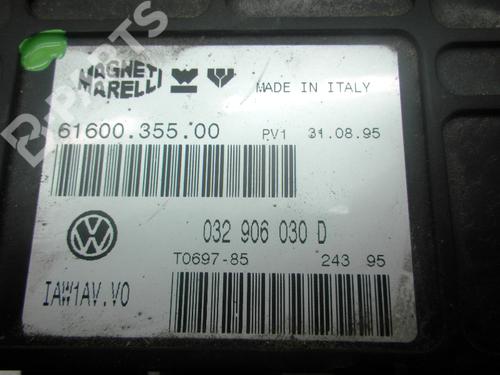 B-PARTS
MAGNETI MARELLI
MADE IN ITALY
61600.355.00 PV1 31.08.95
032 906 030 D
T0697-85 243 95
IAW1AV.V0